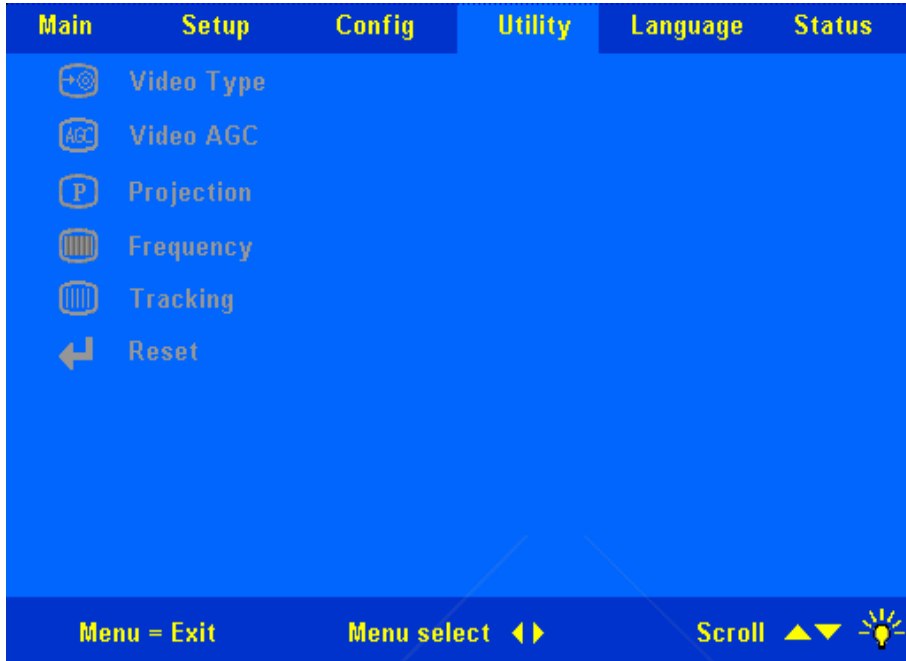 Main Setup Config Utility Language Status
Video Type
AGC Video AGC
P Projection
Frequency
Tracking
Reset
Menu = Exit Menu select Scroll